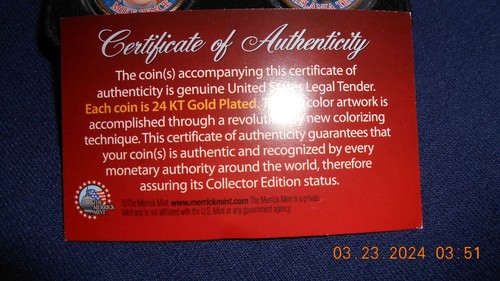 Certificate of Authenticity
The coin(s) accompanying this certificate of
authenticity is genuine United States Legal Tender.
Each coin is 24 KT Gold Plated. color artwork is
accomplished through a revolutionary new colorizing
technique. This certificate of authenticity guarantees that
your coin(s) is authentic and recognized by every
monetary authority around the world, therefore
assuring its Collector Edition status.
THE
MERRICK
MINT
©The Merrick Mint. www.merrickmint.com The Merrick Mint is a private
Mint and is not affiliated with the U.S. Mint or any government agency.
03.23.2024 03:51